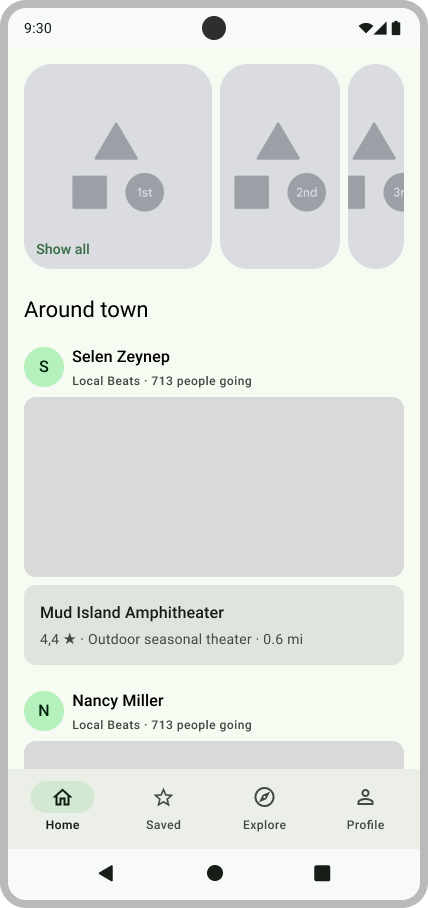 9:30
1st
2nd
Show all
Around town
S
Selen Zeynep
Local Beats · 713 people going
Mud Island Amphitheater
4,4 ★ · Outdoor seasonal theater · 0.6 mi
N
Nancy Miller
Local Beats · 713 people going
Home
Saved
Explore
Profile